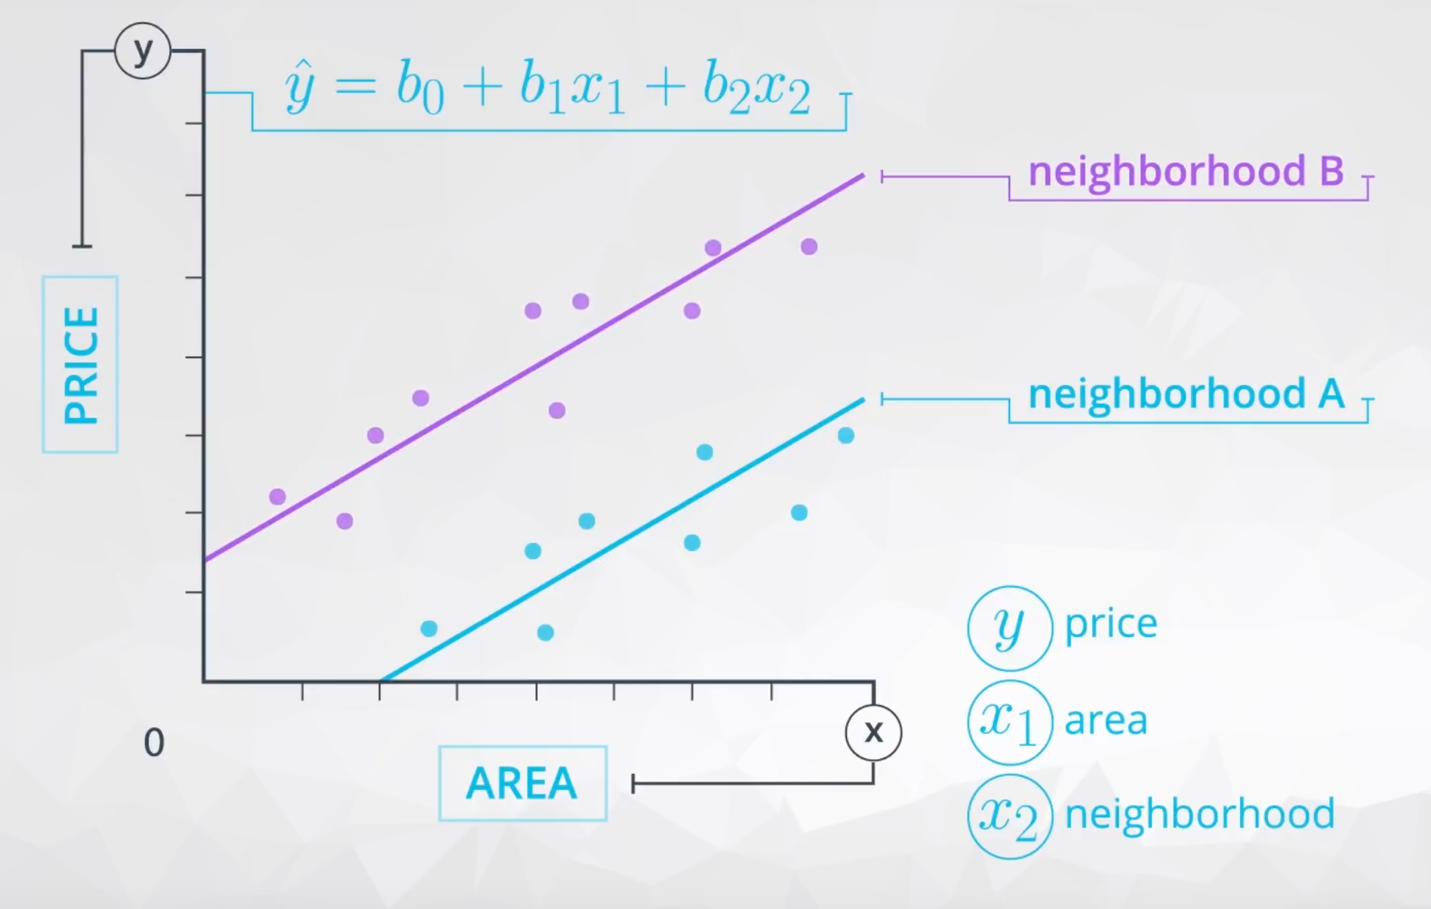 y
ŷ = b₀ + b₁x₁ + b₂x₂
neighborhood B
PRICE
neighborhood A
y price
x₁ area
x₂ neighborhood
0
x
AREA